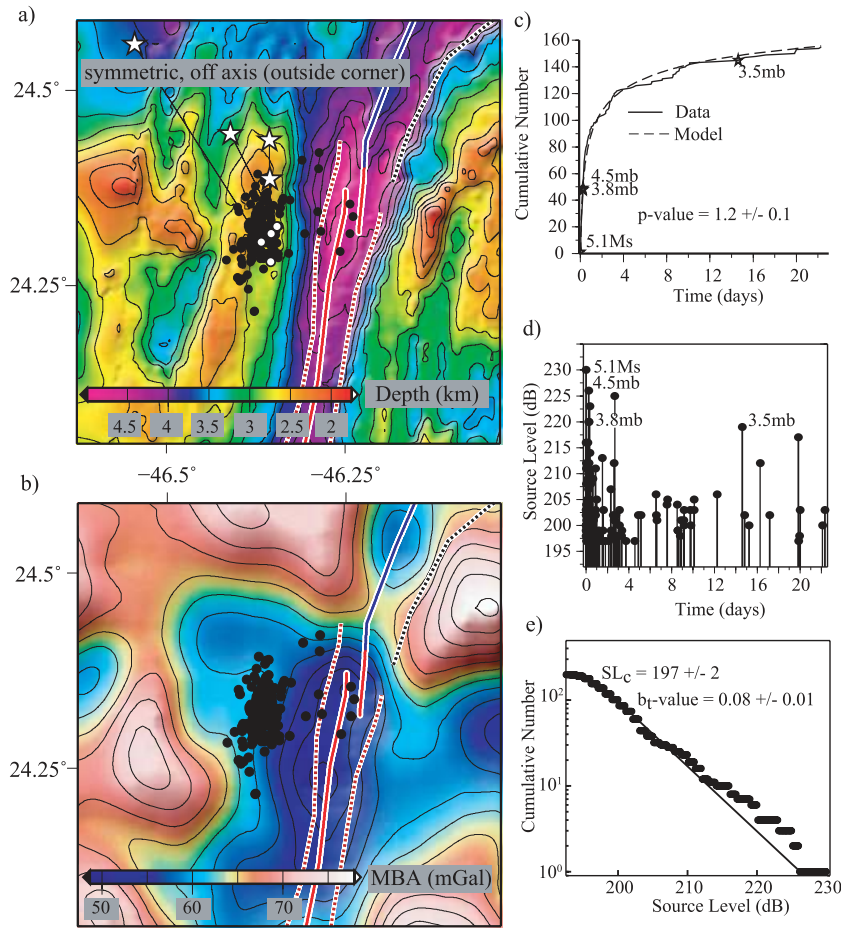 a)
symmetric, off axis (outside corner)
24.5°
24.25°
Depth (km)
4.5 4 3.5 3 2.5 2
−46.5° −46.25°
b)
24.5°
24.25°
MBA (mGal)
50 60 70
c)
Cumulative Number
160
140
120
100
80
60
40
20
0
3.5mb
Data
Model
4.5mb
3.8mb
p-value = 1.2 +/- 0.1
5.1Ms
0 4 8 12 16 20
Time (days)
d)
Source Level (dB)
230
225
220
215
210
205
200
195
5.1Ms
4.5mb
3.8mb
3.5mb
0 4 8 12 16 20
Time (days)
e)
Cumulative Number
10²
10¹
10⁰
SLc = 197 +/- 2
bt-value = 0.08 +/- 0.01
200 210 220 230
Source Level (dB)